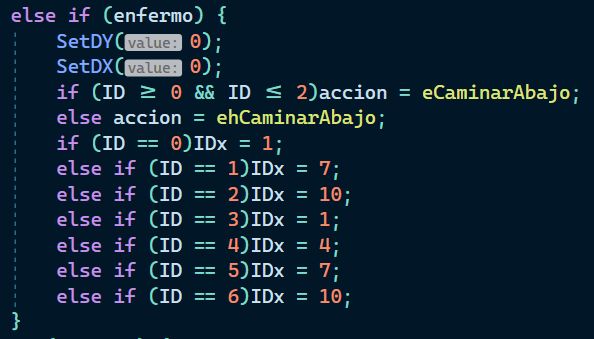 else if (enfermo) {
SetDY(value: 0);
SetDX(value: 0);
if (ID ≥ 0 && ID ≤ 2)accion = eCaminarAbajo;
else accion = ehCaminarAbajo;
if (ID == 0)IDx = 1;
else if (ID == 1)IDx = 7;
else if (ID == 2)IDx = 10;
else if (ID == 3)IDx = 1;
else if (ID == 4)IDx = 4;
else if (ID == 5)IDx = 7;
else if (ID == 6)IDx = 10;
}